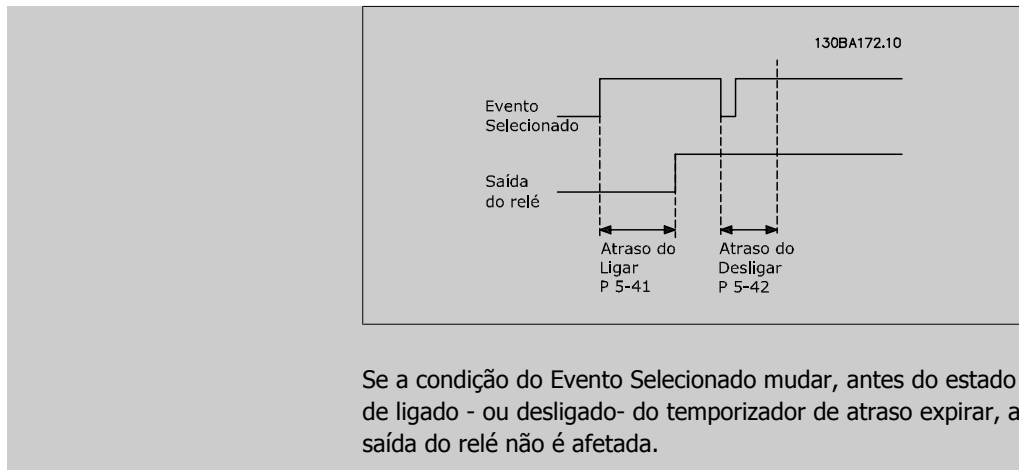 130BA172.10
Evento
Selecionado
Saída
do relé
Atraso do
Ligar
P 5-41
Atraso do
Desligar
P 5-42
Se a condição do Evento Selecionado mudar, antes do estado
de ligado - ou desligado- do temporizador de atraso expirar, a
saída do relé não é afetada.